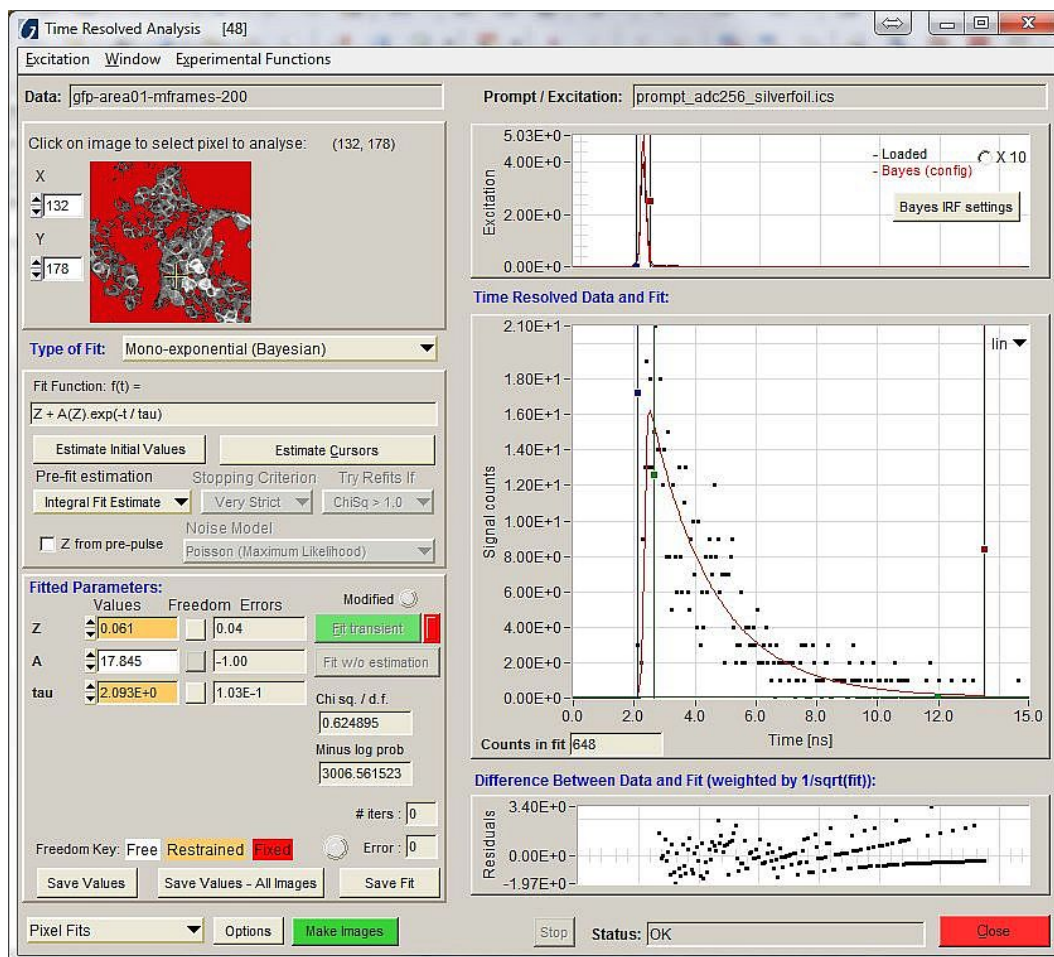 Time Resolved Analysis [48]
Excitation Window Experimental Functions
Data: gfp-area01-mframes-200
Prompt / Excitation: prompt_adc256_silverfoil.ics
Click on image to select pixel to analyse: (132, 178)
X
132
Y
178
5.03E+0
4.00E+0
2.00E+0
0.00E+0
Excitation
- Loaded
X 10
- Bayes (config)
Bayes IRF settings
Type of Fit: Mono-exponential (Bayesian)
Fit Function: f(t) =
Z + A(Z).exp(-t / tau)
Estimate Initial Values
Estimate Cursors
Pre-fit estimation Stopping Criterion Try Refits If
Integral Fit Estimate Very Strict ChiSq > 1.0
Noise Model
Z from pre-pulse
Poisson (Maximum Likelihood)
Time Resolved Data and Fit:
2.10E+1
1.80E+1
1.60E+1
1.40E+1
1.20E+1
1.00E+1
8.00E+0
6.00E+0
4.00E+0
2.00E+0
0.00E+0
Signal counts
lin
0.0 2.0 4.0 6.0 8.0 10.0 12.0 15.0
Time [ns]
Counts in fit 648
Fitted Parameters:
Values Freedom Errors
Modified
Z 0.061 0.04
Fit transient
A 17.845 -1.00
Fit w/o estimation
tau 2.093E+0 1.03E-1
Chi sq. / d.f.
0.624895
Minus log prob
3006.561523
# iters : 0
Freedom Key: Free Restrained Fixed
Error : 0
Save Values
Save Values - All Images
Save Fit
Difference Between Data and Fit (weighted by 1/sqrt(fit)):
3.40E+0
0.00E+0
-1.97E+0
Residuals
Pixel Fits
Options
Make Images
Stop
Status: OK
Close